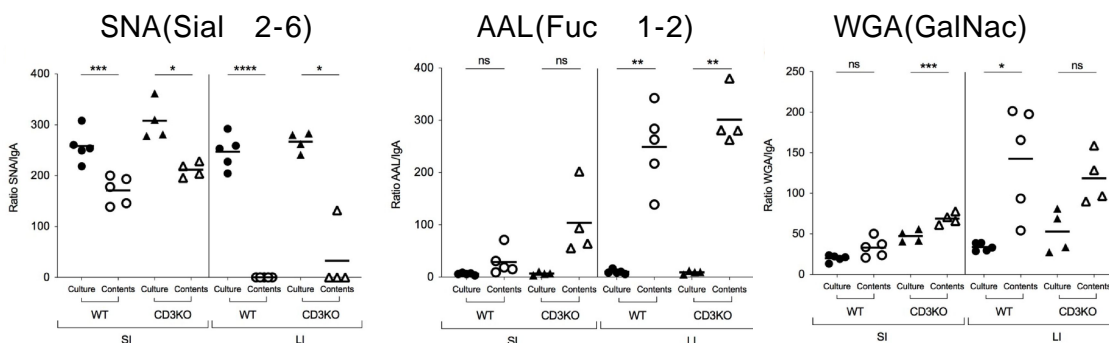 SNA(Sial 2-6)
*** * **** *
400
300
200
100
0
Ratio SNA/IgA
Culture Contents Culture Contents Culture Contents Culture Contents
WT CD3KO WT CD3KO
SI LI
AAL(Fuc 1-2)
ns ns ** **
400
300
200
100
0
Ratio AAL/IgA
Culture Contents Culture Contents Culture Contents Culture Contents
WT CD3KO WT CD3KO
SI LI
WGA(GalNac)
ns *** * ns
250
200
150
100
50
0
Ratio WGA/IgA
Culture Contents Culture Contents Culture Contents Culture Contents
WT CD3KO WT CD3KO
SI LI